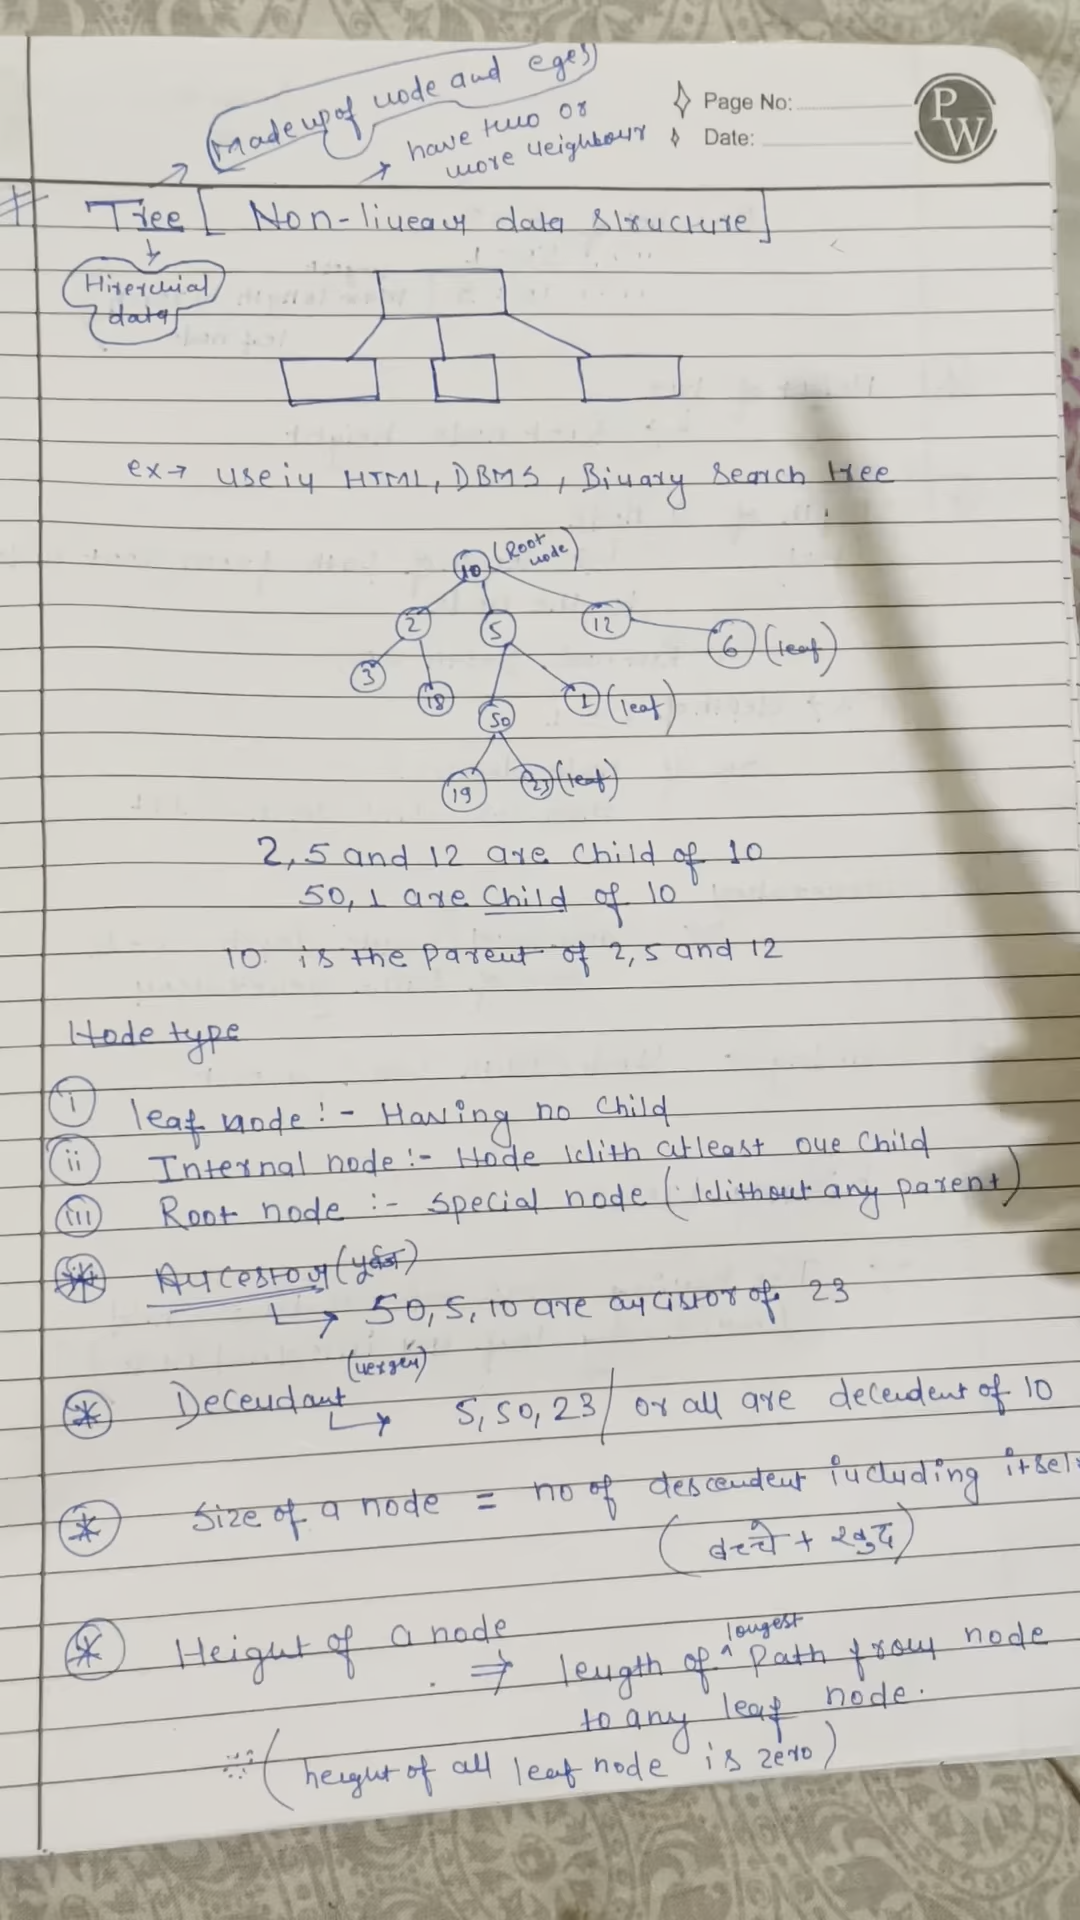 made up of node and eges
have two or
more neighbour
Page No:
Date:
PW
# Tree [ Non-linear data structure ]
Hirerchial
data
ex → use in HTML, DBMS, Binary Search tree
10 (Root node)
2 5 12
6 (leaf)
3 18 50 1 (leaf)
19 23 (leaf)
2, 5 and 12 are child of 10
50, 1 are child of 10
10 is the parent of 2, 5 and 12
Node type
i leaf node :- Having no child
ii Internal node :- Node with atleast one child
iii Root node :- special node (without any parent)
* Ancestor (पूर्वज)
↳ 50, 5, 10 are ancistor of 23
* Decendant
↳ 5, 50, 23 / or all are decendent of 10
* Size of a node = no of descendent including itself
(बच्चे + खुद)
* Height of a node
⇒ length of longest path from node
to any leaf node.
(height of all leaf node is zero)